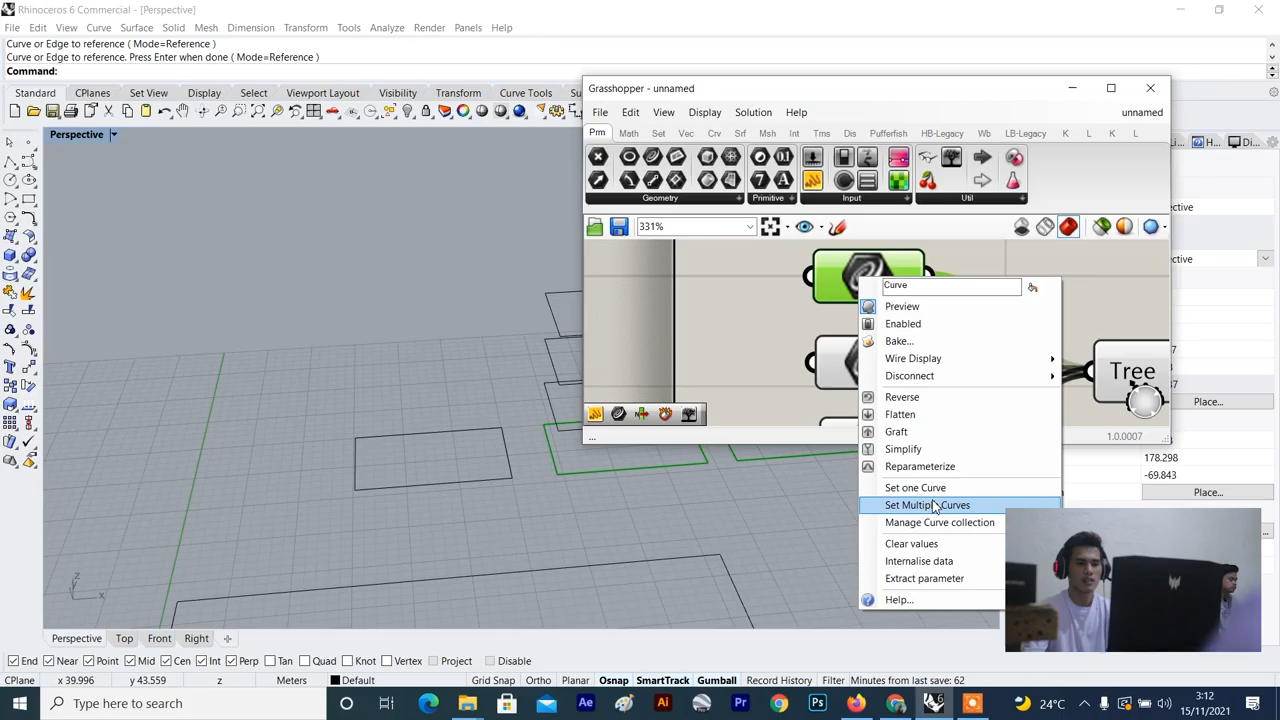 Rhinoceros 6 Commercial - [Perspective]
File Edit View Curve Surface Solid Mesh Dimension Transform Tools Analyze Render Panels Help
Curve or Edge to reference ( Mode=Reference )
Curve or Edge to reference. Press Enter when done ( Mode=Reference )
Command:
Standard CPlanes Set View Display Select Viewport Layout Visibility Transform Curve Tools
Perspective
Grasshopper - unnamed
File Edit View Display Solution Help unnamed
Prm Math Set Vec Crv Srf Msh Int Trns Dis Pufferfish HB-Legacy Wb LB-Legacy K L K L
Geometry Primitive Input Util
331%
Curve
Preview
Enabled
Bake...
Wire Display
Disconnect
Reverse
Flatten
Graft
Simplify
Reparameterize
Set one Curve
Set Multiple Curves
Manage Curve collection
Clear values
Internalise data
Extract parameter
Help...
Tree
...
1.0.0007
Place...
178.298
-69.843
Place...
z
x
Perspective Top Front Right
End Near Point Mid Cen Int Perp Tan Quad Knot Vertex Project Disable
CPlane x 39.996 y 43.559 z Meters Default Grid Snap Ortho Planar Osnap SmartTrack Gumball Record History Filter Minutes from last save: 62
Type here to search
24°C
3:12
15/11/2021